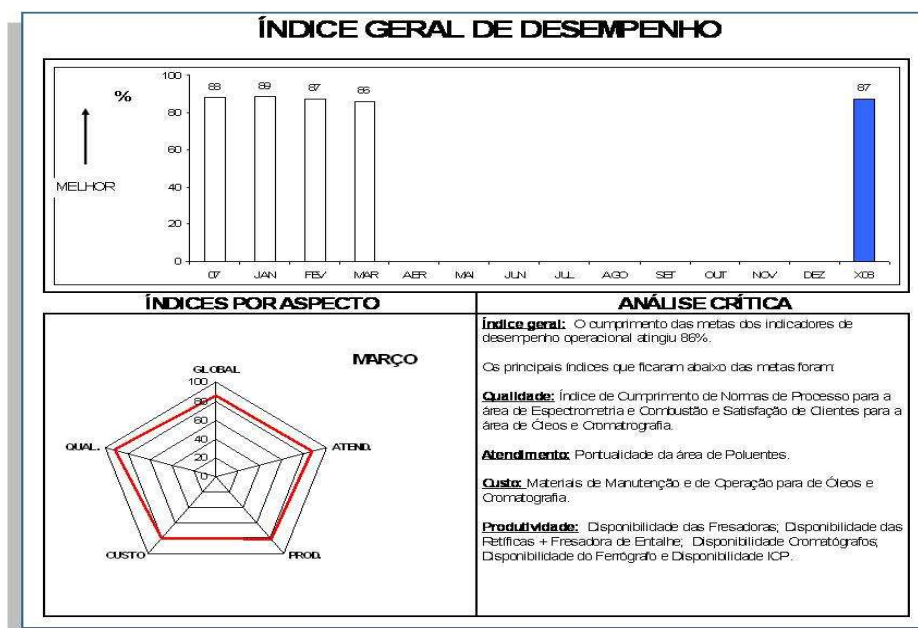 ÍNDICE GERAL DE DESEMPENHO
%
MELHOR
100
80
60
40
20
0
88
89
87
86
87
07
JAN
FEV
MAR
ABR
MAI
JUN
JUL
AGO
SET
OUT
NOV
DEZ
X08
ÍNDICES POR ASPECTO
MARÇO
GLOBAL
100
80
60
40
20
0
QUAL.
ATEND.
CUSTO
PROD.
ANÁLISE CRÍTICA
Índice geral: O cumprimento das metas dos indicadores de
desempenho operacional atingiu 86%.
Os principais índices que ficaram abaixo das metas foram:
Qualidade: Índice de Cumprimento de Normas de Processo para a
área de Espectrometria e Combustão e Satisfação de Clientes para a
área de Óleos e Cromatrografia.
Atendimento: Pontualidade da área de Poluentes.
Custo: Materiais de Manutenção e de Operação para de Óleos e
Cromatografia.
Produtividade: Disponibilidade das Fresadoras; Disponibilidade das
Retíficas + Fresadora de Entalhe; Disponibilidade Cromatógrafos;
Disponibilidade do Ferrógrafo e Disponibilidade ICP.